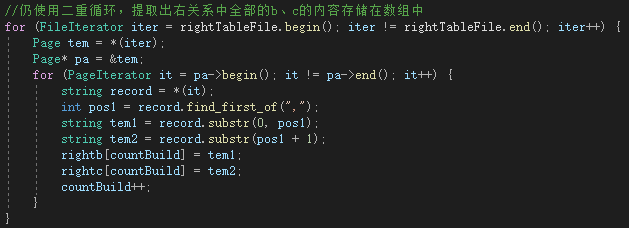 //仍使用二重循环，提取出右关系中全部的b、c的内容存储在数组中
for (FileIterator iter = rightTableFile.begin(); iter != rightTableFile.end(); iter++) {
    Page tem = *(iter);
    Page* pa = &tem;
    for (PageIterator it = pa->begin(); it != pa->end(); it++) {
        string record = *(it);
        int pos1 = record.find_first_of(",");
        string tem1 = record.substr(0, pos1);
        string tem2 = record.substr(pos1 + 1);
        rightb[countBuild] = tem1;
        rightc[countBuild] = tem2;
        countBuild++;
    }
}